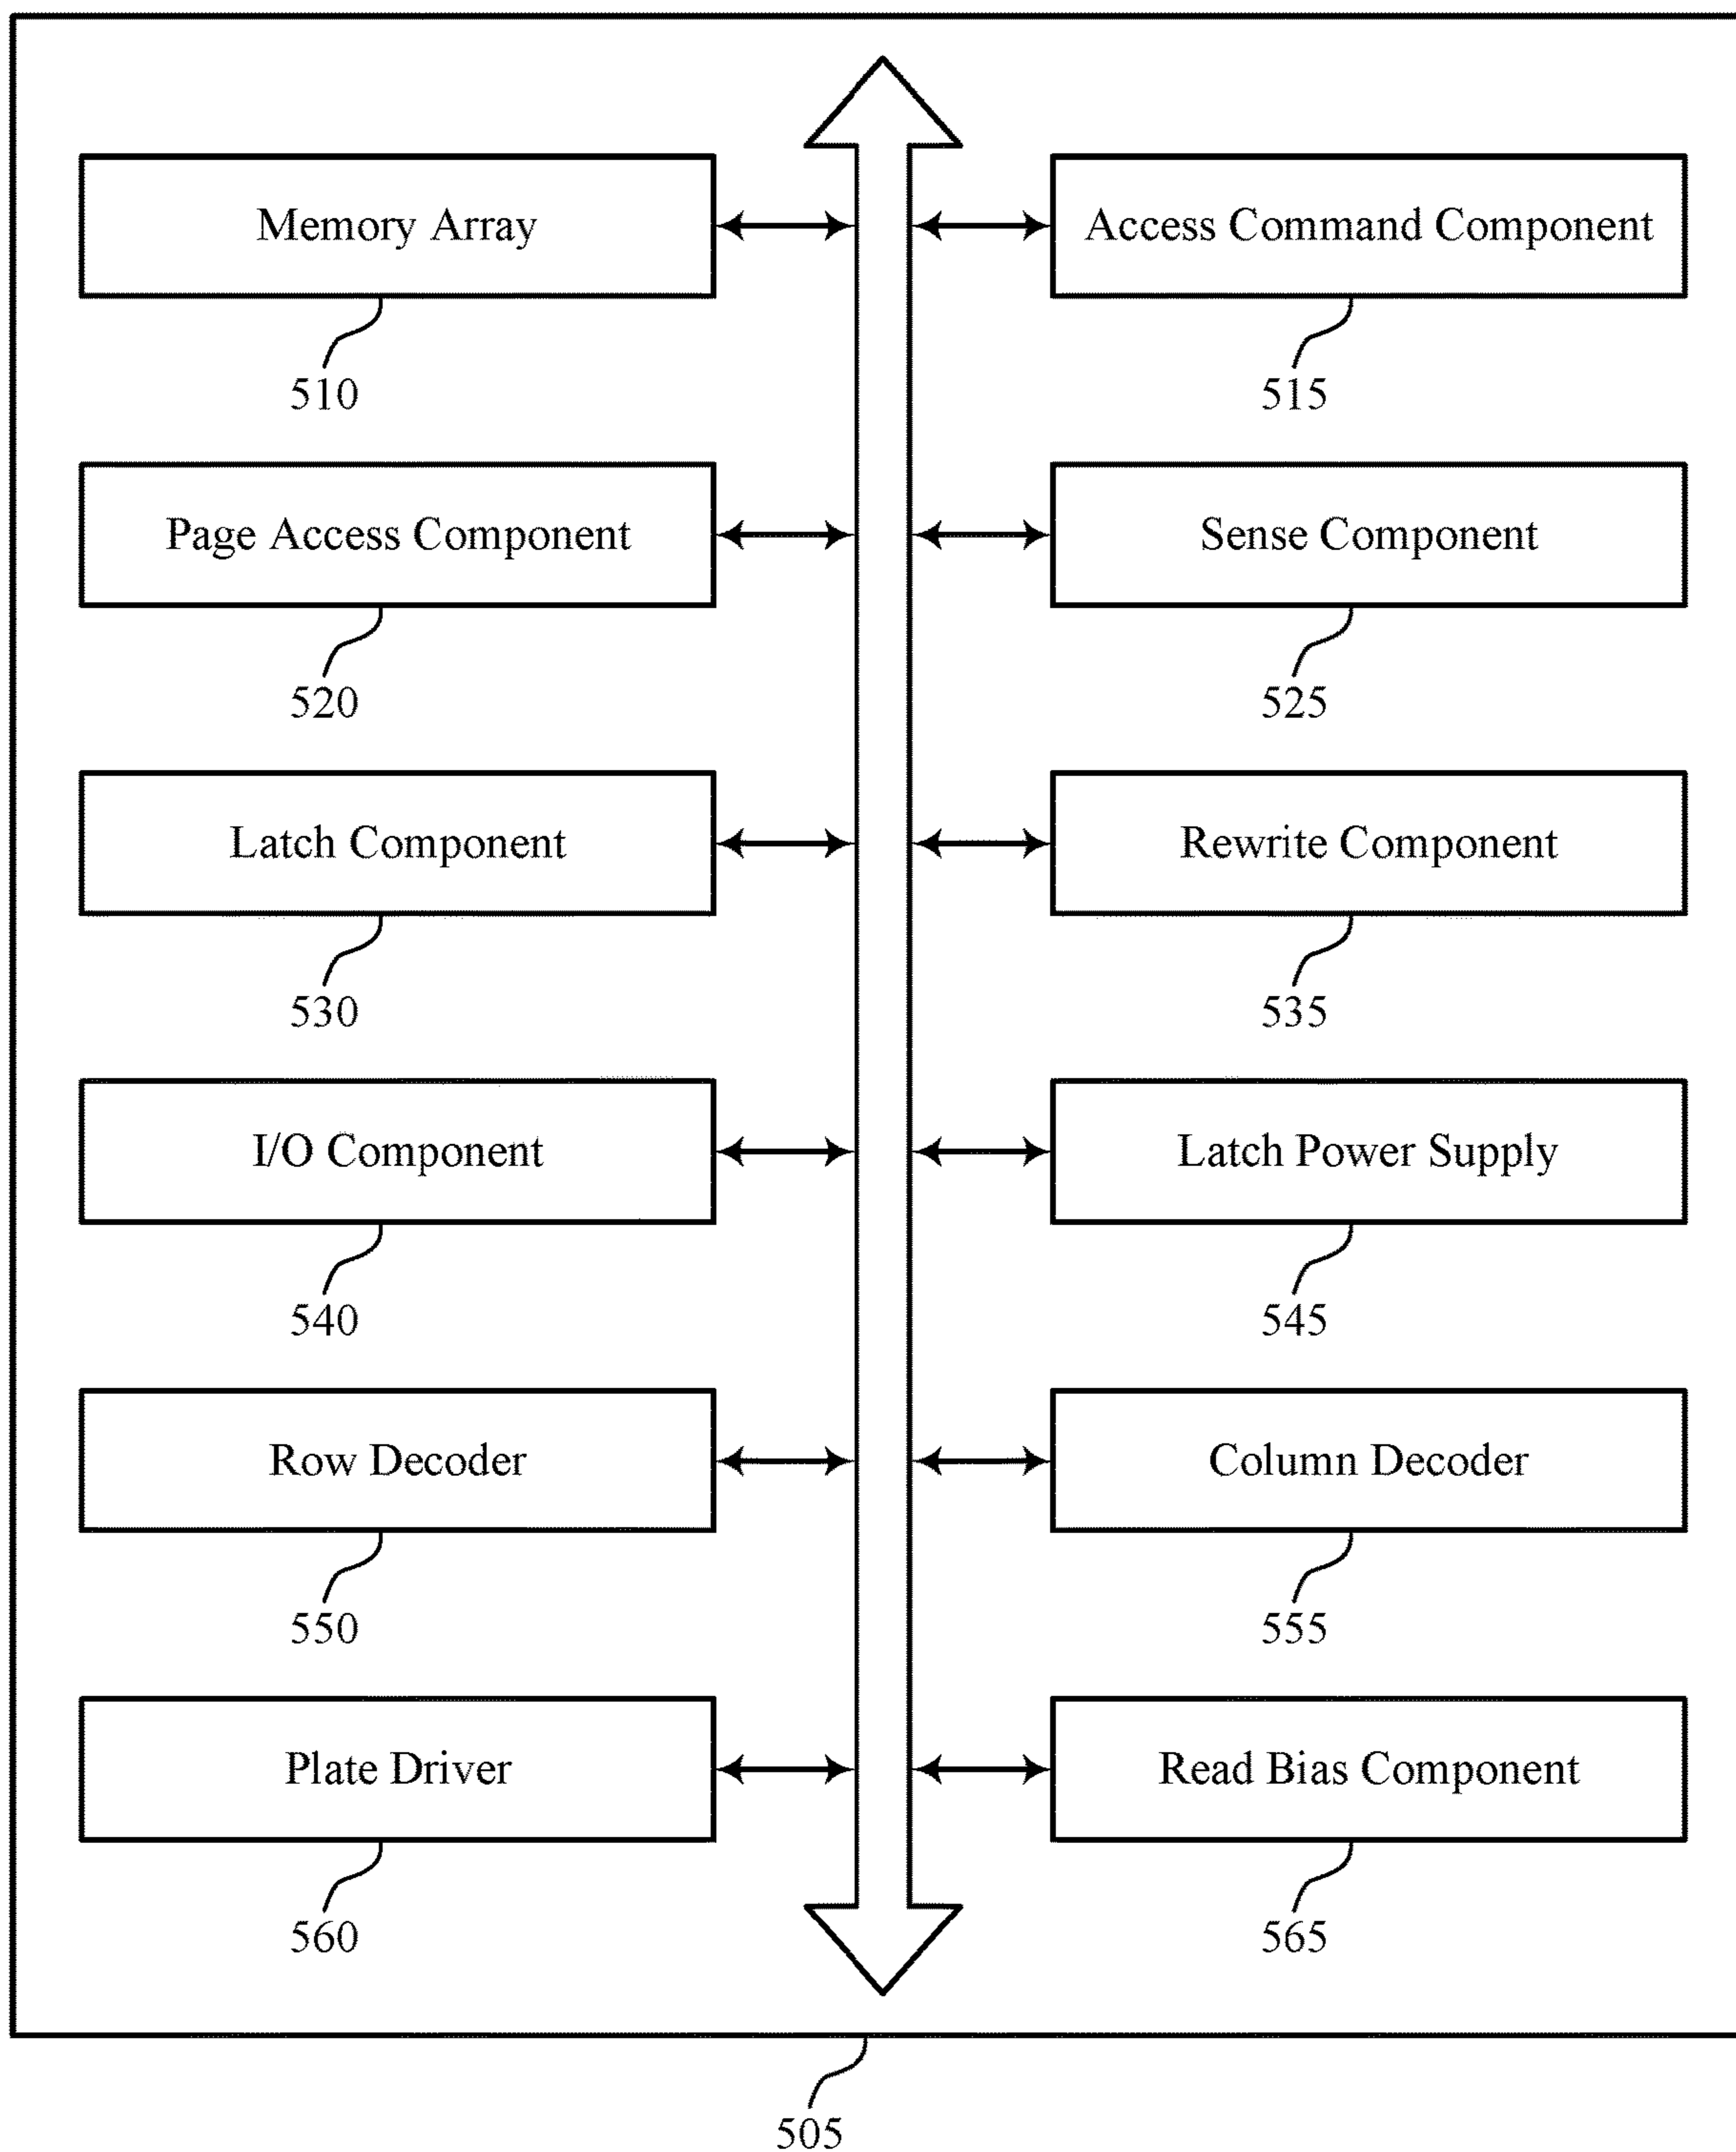 Memory Array
Access Command Component
510
515
Page Access Component
Sense Component
520
525
Latch Component
Rewrite Component
530
535
I/O Component
Latch Power Supply
540
545
Row Decoder
Column Decoder
550
555
Plate Driver
Read Bias Component
560
565
505